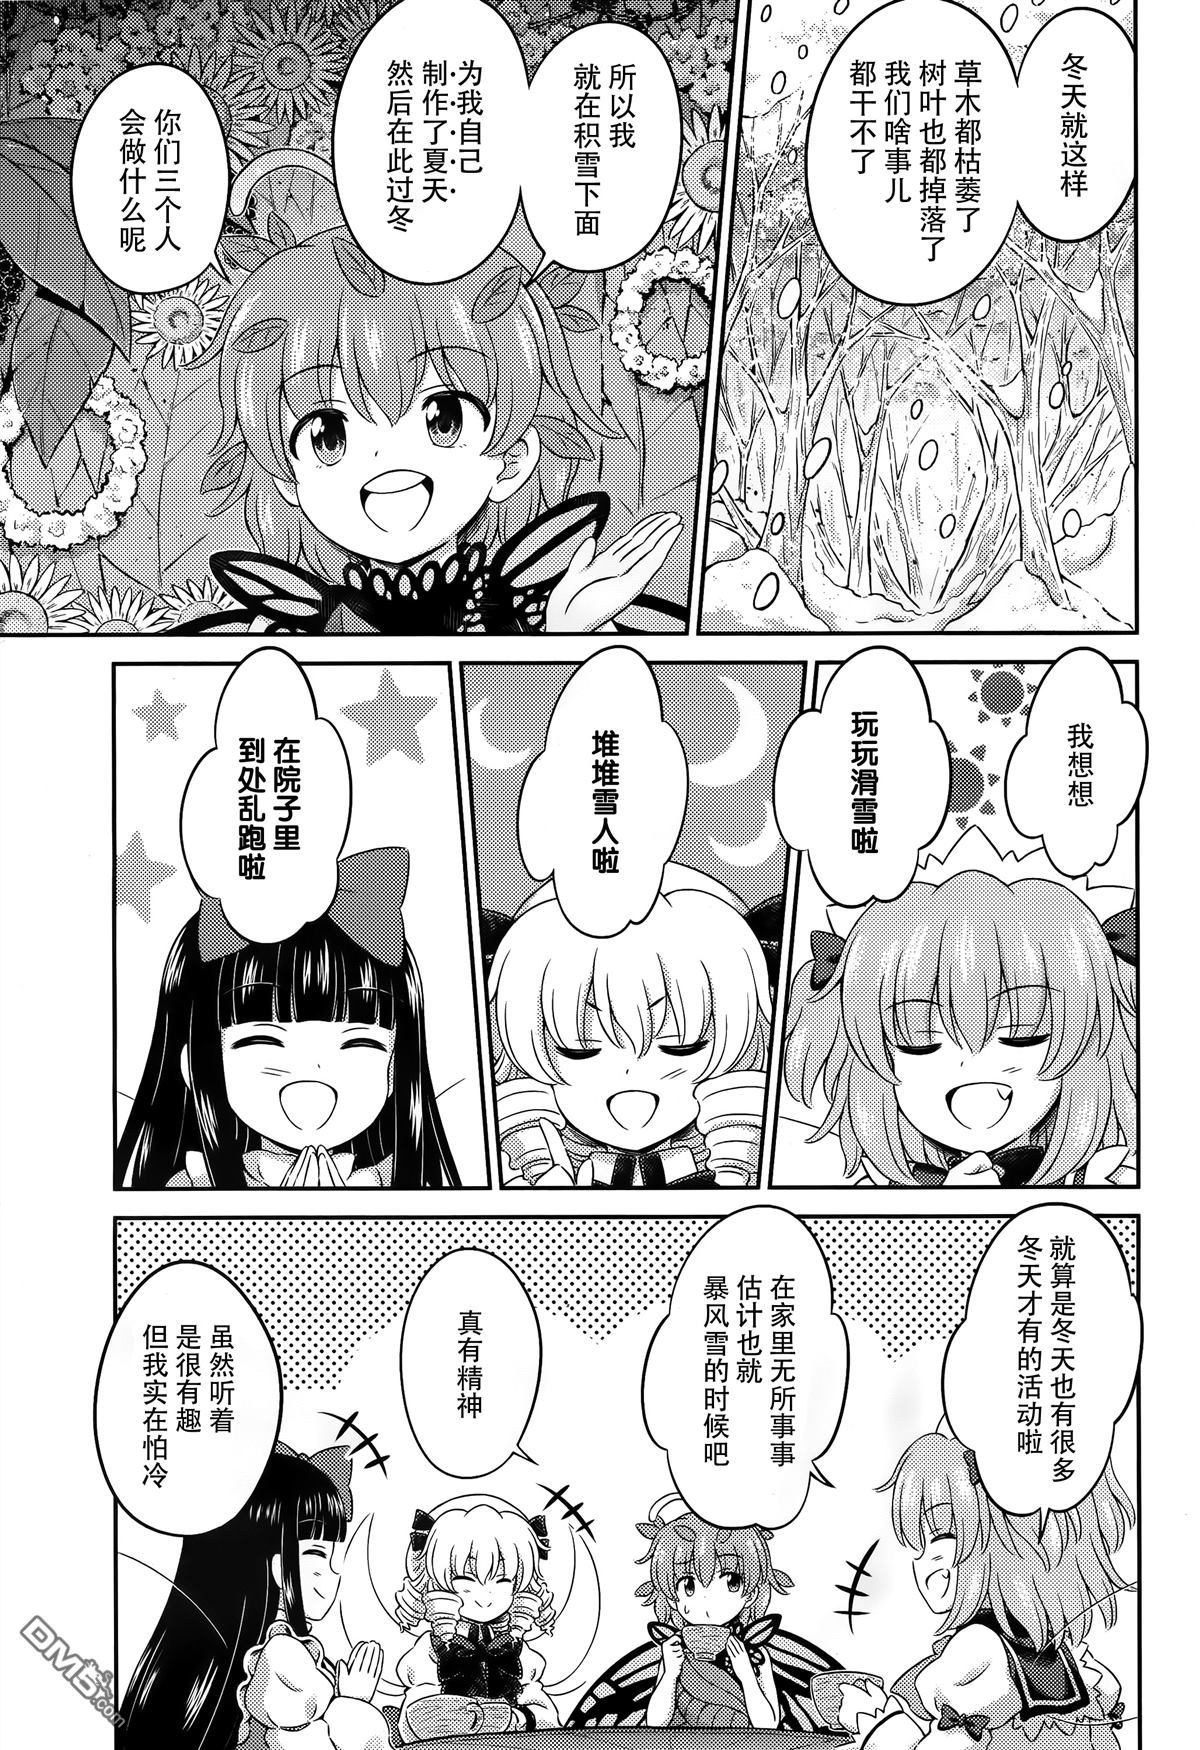 冬天就这样
草木都枯萎了
树叶也都掉落了
我们啥事儿
都干不了
所以我
就在积雪下面
为我自己
制作了夏天
然后在此过冬
你们三个人
会做什么呢
我想想
玩玩滑雪啦
堆堆雪人啦
在院子里
到处乱跑啦
就算是冬天也有很多
冬天才有的活动啦
在家里无所事事
估计也就
暴风雪的时候吧
真有精神
虽然听着
是很有趣
但我实在怕冷
DMZJ.com